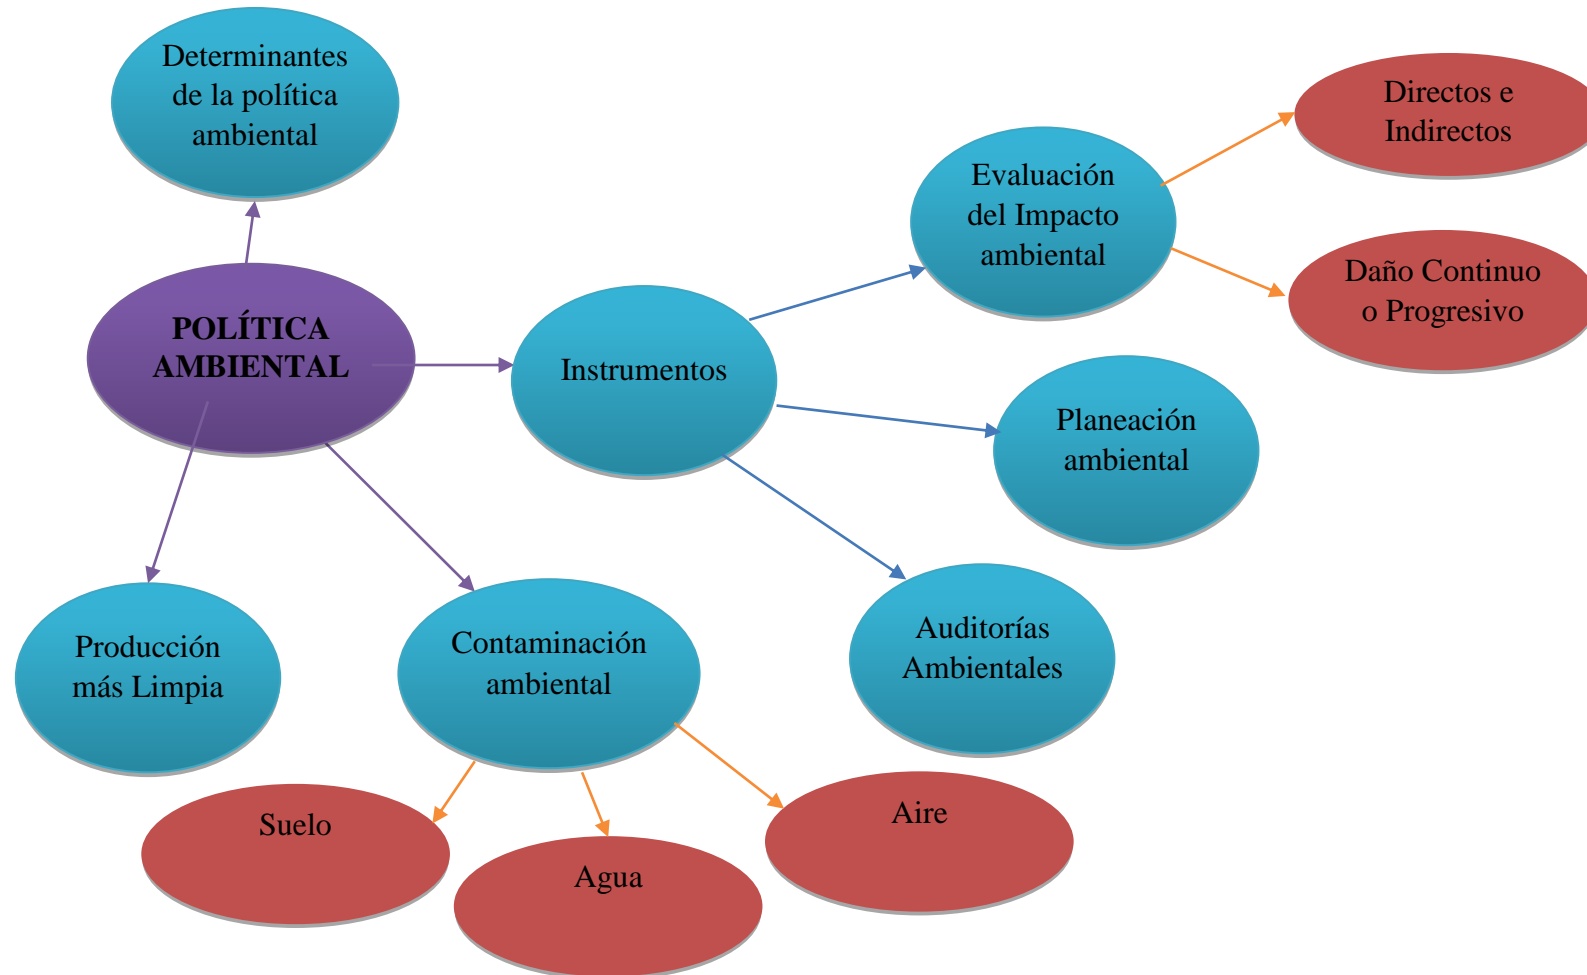 Determinantes
de la política
ambiental
Directos e
Indirectos
Evaluación
del Impacto
ambiental
Daño Continuo
o Progresivo
POLÍTICA
AMBIENTAL
Instrumentos
Planeación
ambiental
Auditorías
Ambientales
Producción
más Limpia
Contaminación
ambiental
Suelo
Agua
Aire